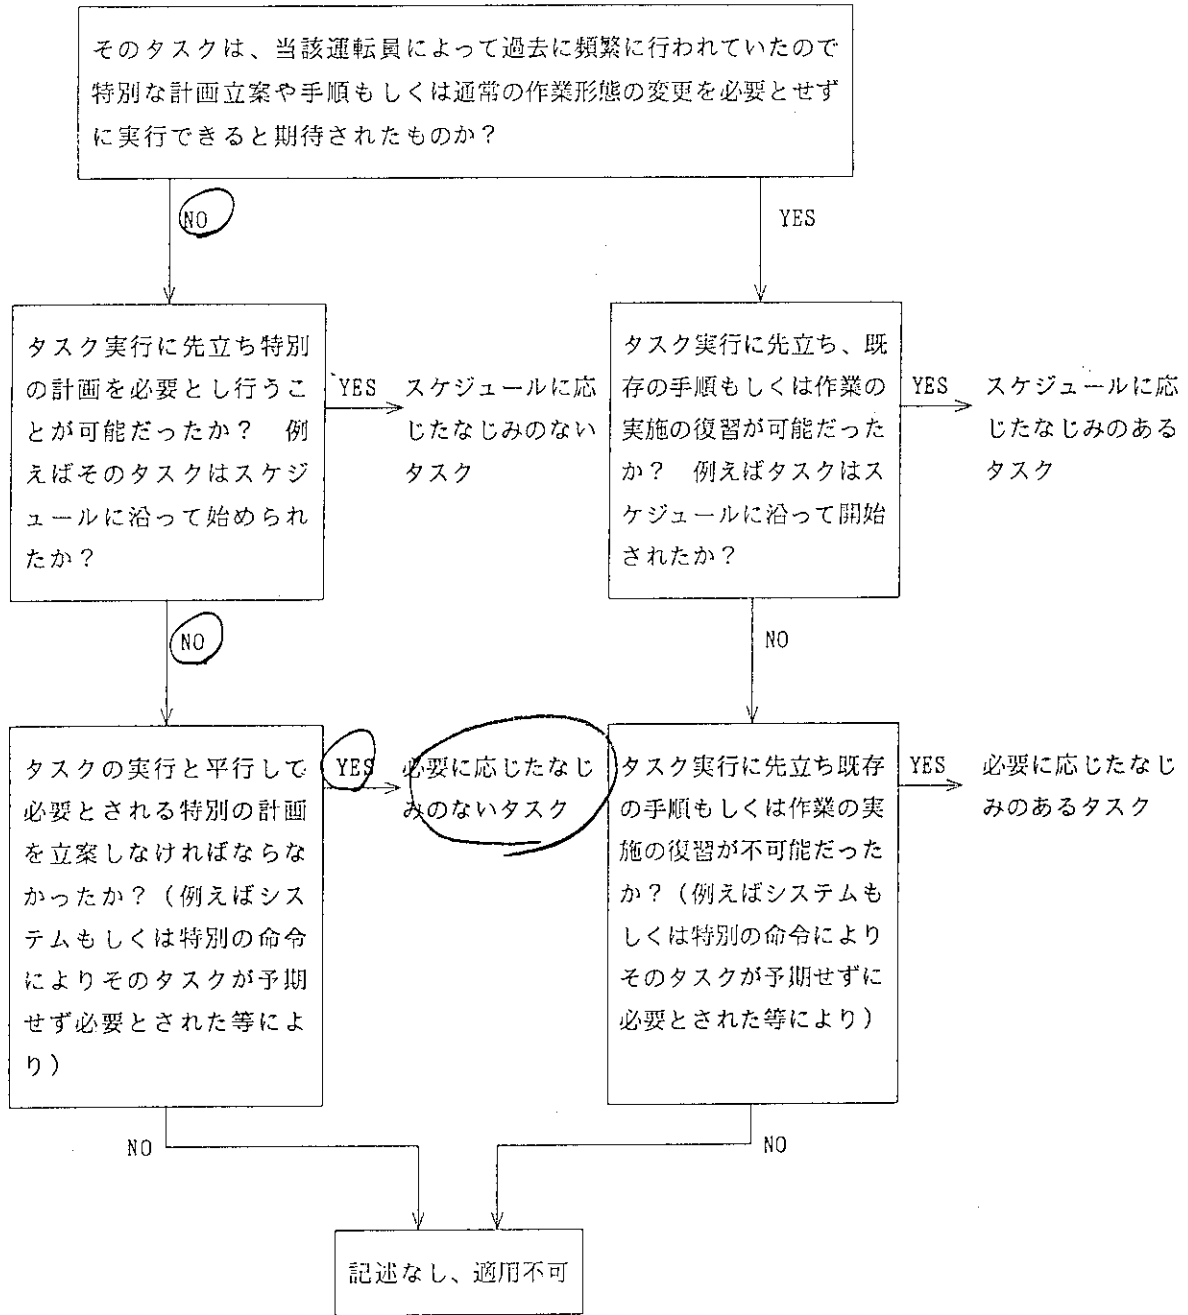 そのタスクは、当該運転員によって過去に頻繁に行われていたので
特別な計画立案や手順もしくは通常の作業形態の変更を必要とせず
に実行できると期待されたものか？
NO
YES
タスク実行に先立ち特別
の計画を必要とし行うこ
とが可能だったか？　例
えばそのタスクはスケジ
ュールに沿って始められ
たか？
YES
スケジュールに応
じたなじみのない
タスク
タスク実行に先立ち、既
存の手順もしくは作業の
実施の復習が可能だった
か？　例えばタスクはス
ケジュールに沿って開始
されたか？
YES
スケジュールに応
じたなじみのある
タスク
NO
NO
タスクの実行と平行して
必要とされる特別の計画
を立案しなければならな
かったか？（例えばシス
テムもしくは特別の命令
によりそのタスクが予期
せず必要とされた等によ
り）
YES
必要に応じたなじ
みのないタスク
タスク実行に先立ち既存
の手順もしくは作業の実
施の復習が不可能だった
か？（例えばシステムも
しくは特別の命令により
そのタスクが予期せずに
必要とされた等により）
YES
必要に応じたなじ
みのあるタスク
NO
NO
記述なし、適用不可